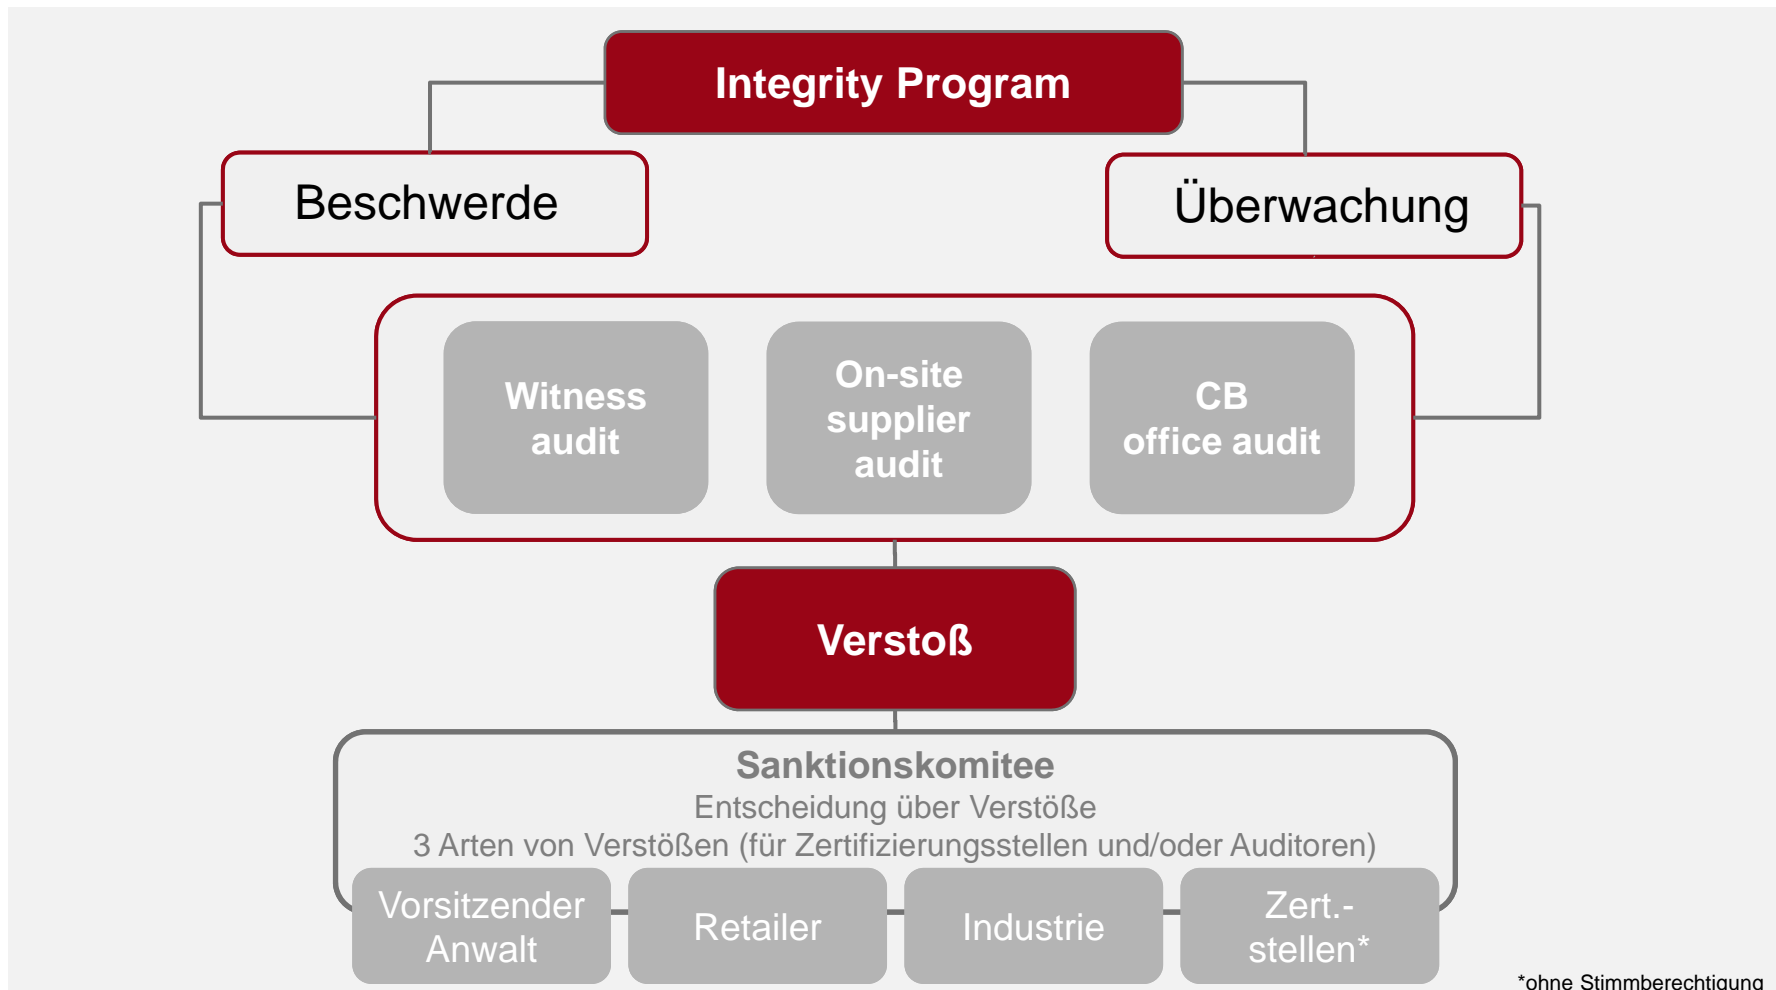 Integrity Program
Beschwerde
Überwachung
Witness
audit
On-site
supplier
audit
CB
office audit
Verstoß
Sanktionskomitee
Entscheidung über Verstöße
3 Arten von Verstößen (für Zertifizierungsstellen und/oder Auditoren)
Vorsitzender
Anwalt
Retailer
Industrie
Zert.-
stellen*
*ohne Stimmberechtigung